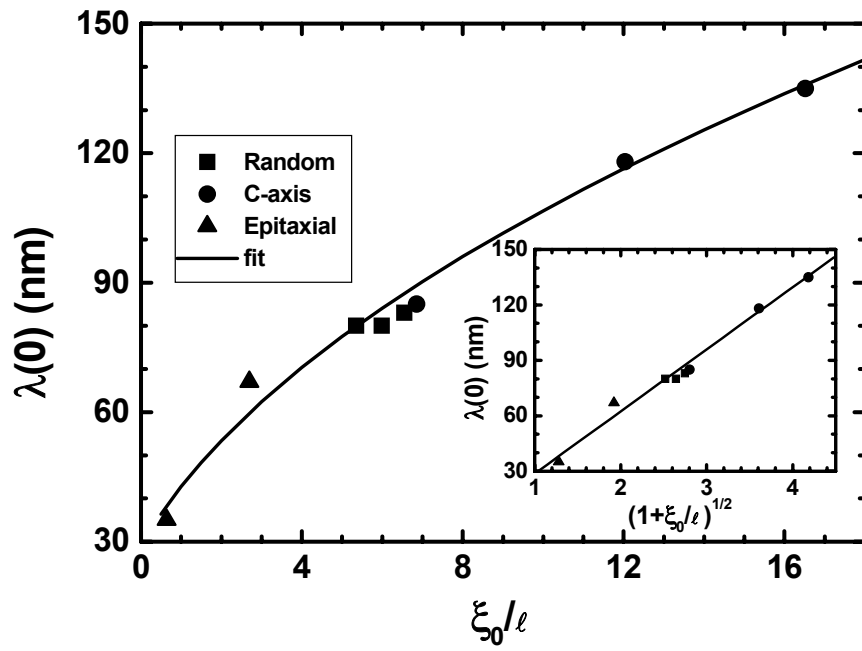 150
120
90
60
30
λ(0) (nm)
Random
C-axis
Epitaxial
fit
150
120
90
60
30
λ(0) (nm)
1 2 3 4
(1+ξ₀/ℓ)^1/2
0 4 8 12 16
ξ₀/ℓ